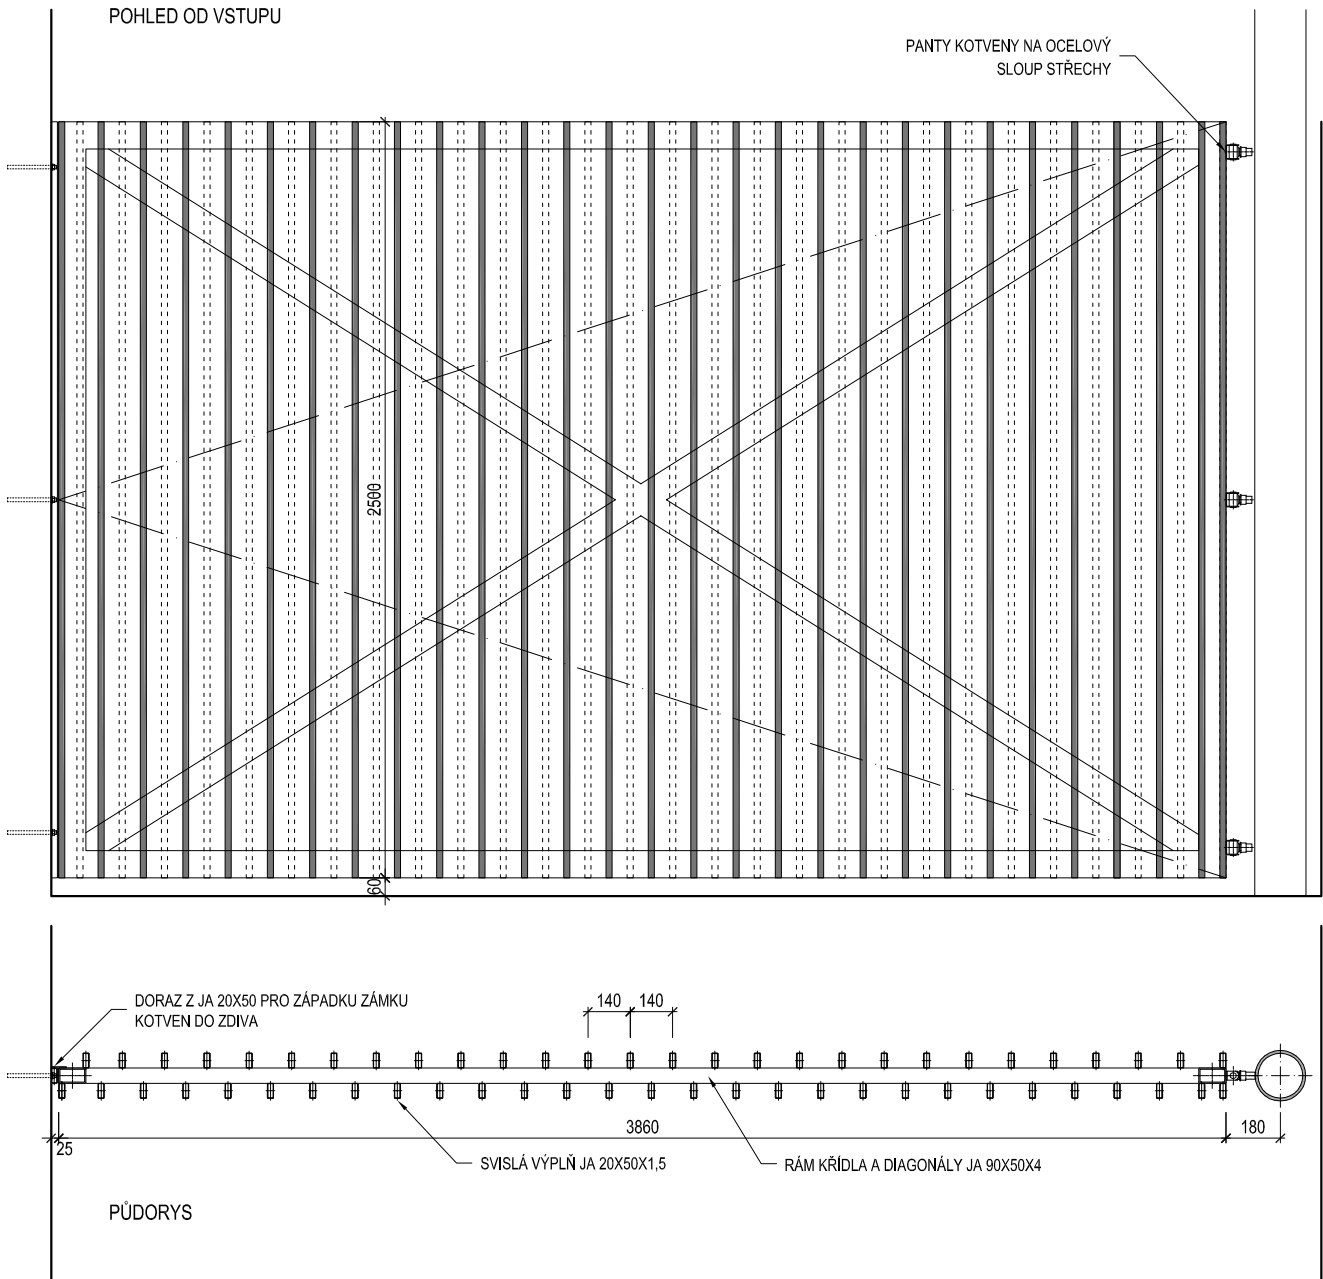 POHLED OD VSTUPU
PANTY KOTVENY NA OCELOVÝ
SLOUP STŘECHY
2500
60
DORAZ Z JA 20X50 PRO ZÁPADKU ZÁMKU
KOTVEN DO ZDIVA
140 140
25
3860
180
SVISLÁ VÝPLŇ JA 20X50X1,5
RÁM KŘÍDLA A DIAGONÁLY JA 90X50X4
PŮDORYS